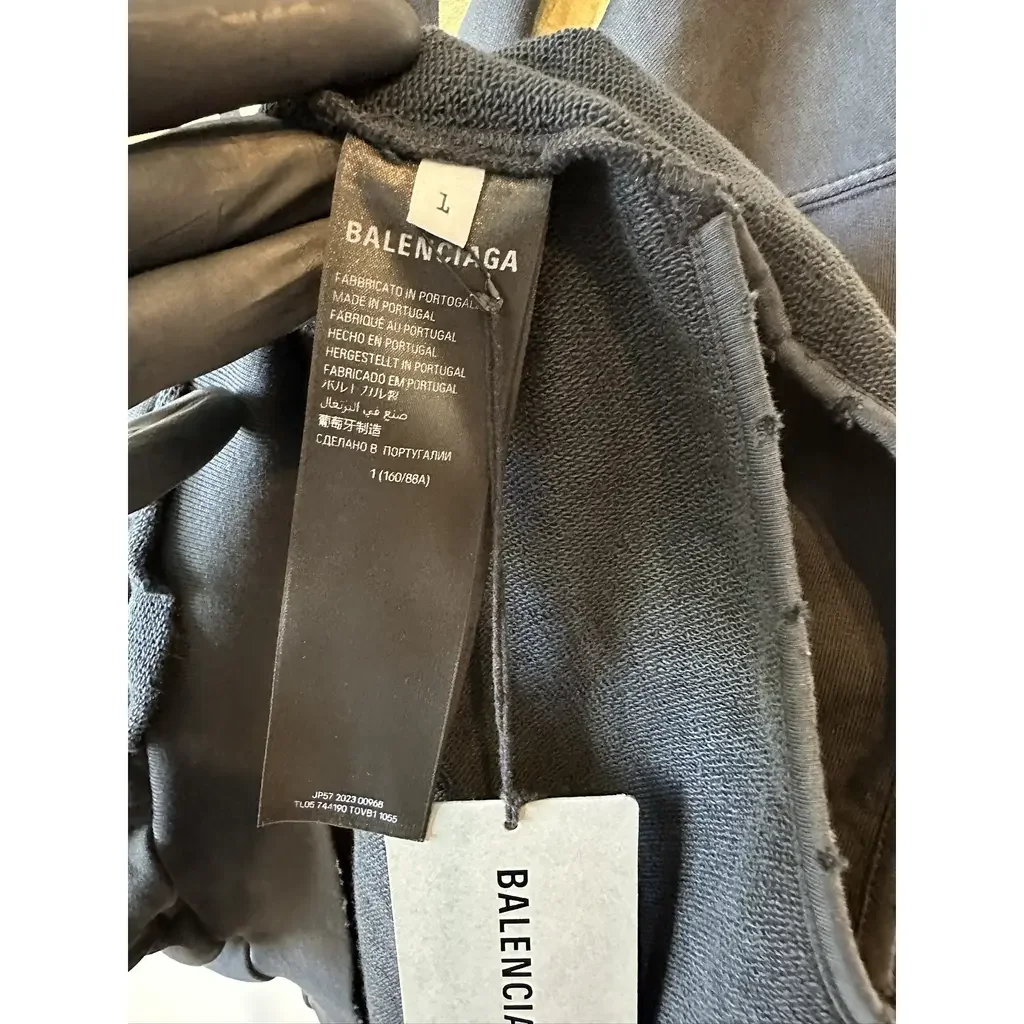 1
BALENCIAGA
FABBRICATO IN PORTOGALLO
MADE IN PORTUGAL
FABRIQUÉ AU PORTUGAL
HECHO EN PORTUGAL
HERGESTELLT IN PORTUGAL
FABRICADO EM PORTUGAL
ポルトガル製
صنع في البرتغال
葡萄牙制造
СДЕЛАНО В ПОРТУГАЛИИ
1 (160/88A)
JP57 2023 00968
TL05 744190 TOVB1 1055
BALENCIA